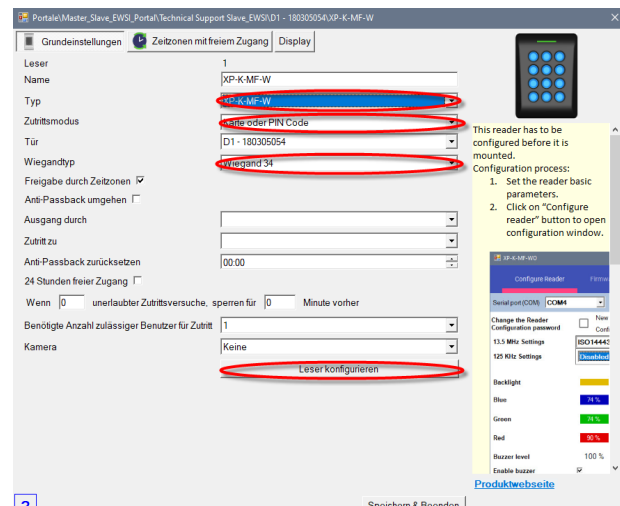 Portale\Master_Slave_EWSI_Portal\Technical Support Slave_EWSI\D1 - 180305054\XP-K-MF-W
Grundeinstellungen
Zeitzonen mit freiem Zugang
Display
Leser 1
Name XP-K-MF-W
Typ XP-K-MF-W
Zutrittsmodus Karte oder PIN Code
Tür D1 - 180305054
Wiegandtyp Wiegand 34
Freigabe durch Zeitzonen
Anti-Passback umgehen
Ausgang durch
Zutritt zu
Anti-Passback zurücksetzen 00:00
24 Stunden freier Zugang
Wenn 0 unerlaubter Zutrittsversuche, sperren für 0 Minute vorher
Benötigte Anzahl zulässiger Benutzer für Zutritt 1
Kamera Keine
Leser konfigurieren
This reader has to be
configured before it is
mounted.
Configuration process:
1. Set the reader basic
parameters.
2. Click on "Configure
reader" button to open
configuration window.
XP-K-MF-WO
Configure Reader Firmw
Serial port (COM) COM4
Change the Reader
Configuration password
New
Confi
13.5 MHz Settings ISO14443
125 KHz Settings Disabled
Backlight
Blue 74 %
Green 74 %
Red 90 %
Buzzer level 100 %
Enable buzzer
Produktwebseite
?
Speichern & Beenden